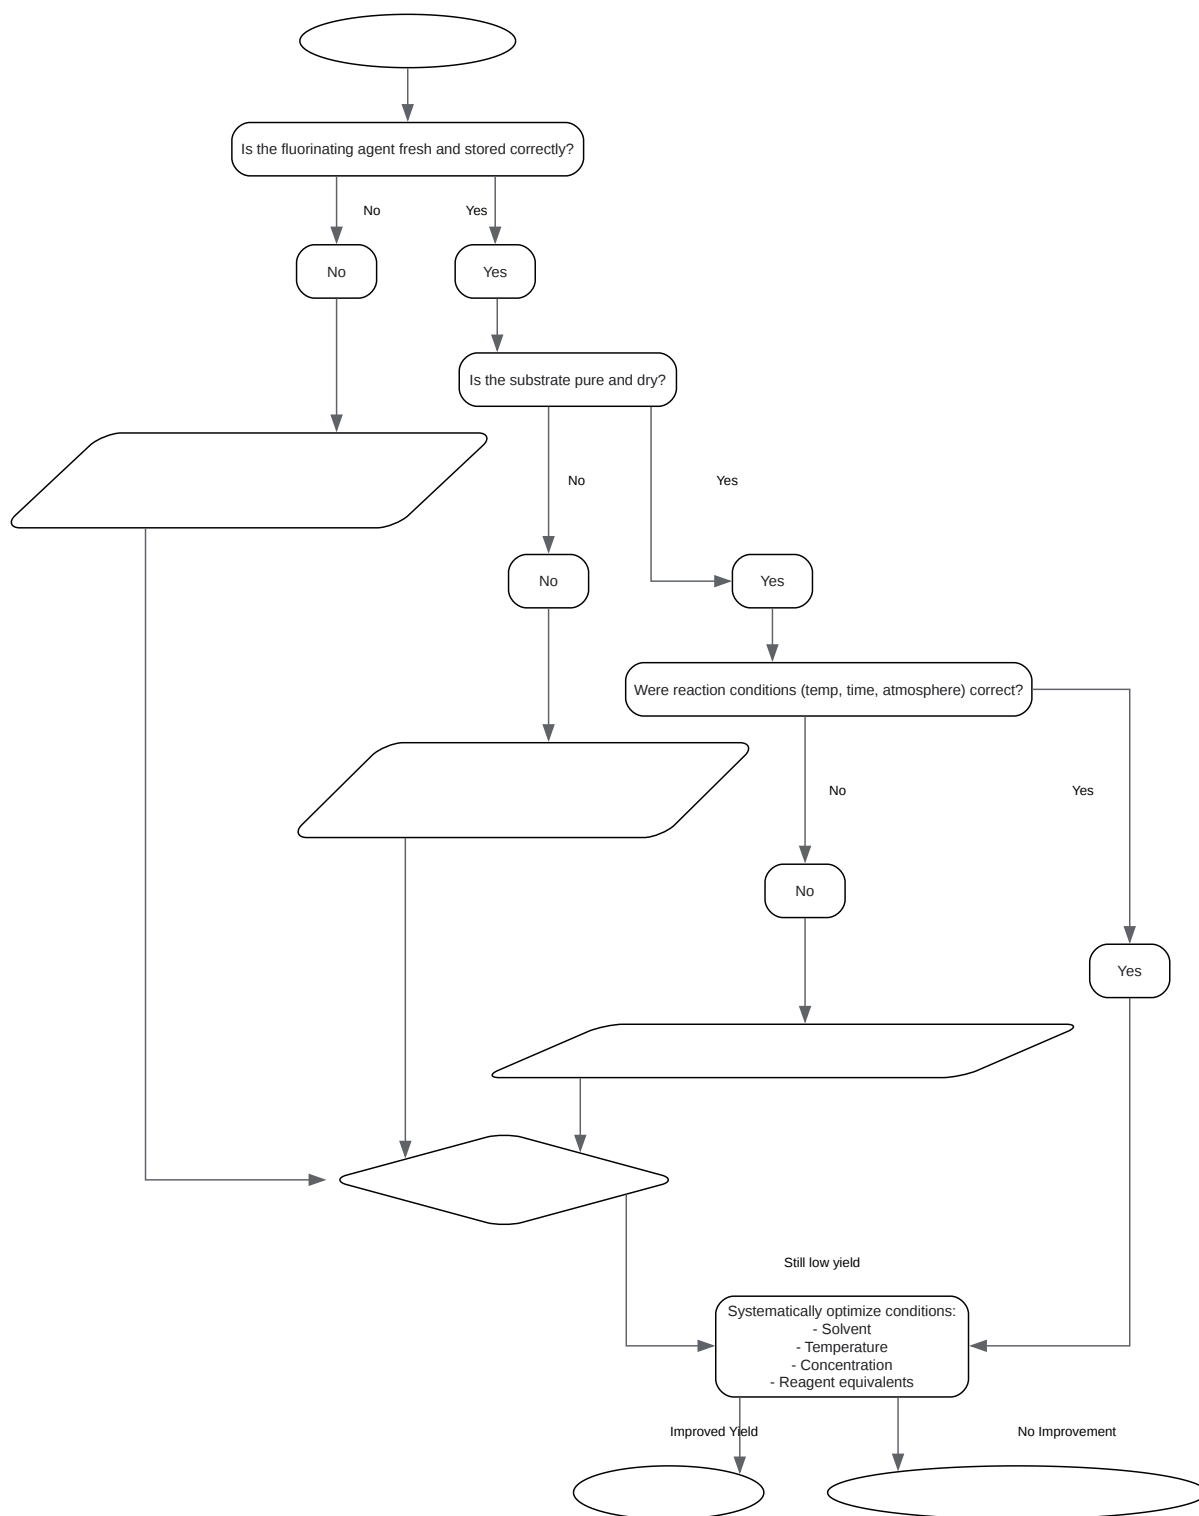 Is the fluorinating agent fresh and stored correctly?
No
Yes
No
Yes
Is the substrate pure and dry?
No
Yes
No
Yes
Were reaction conditions (temp, time, atmosphere) correct?
No
Yes
No
Yes
Still low yield
Systematically optimize conditions:
- Solvent
- Temperature
- Concentration
- Reagent equivalents
Improved Yield
No Improvement